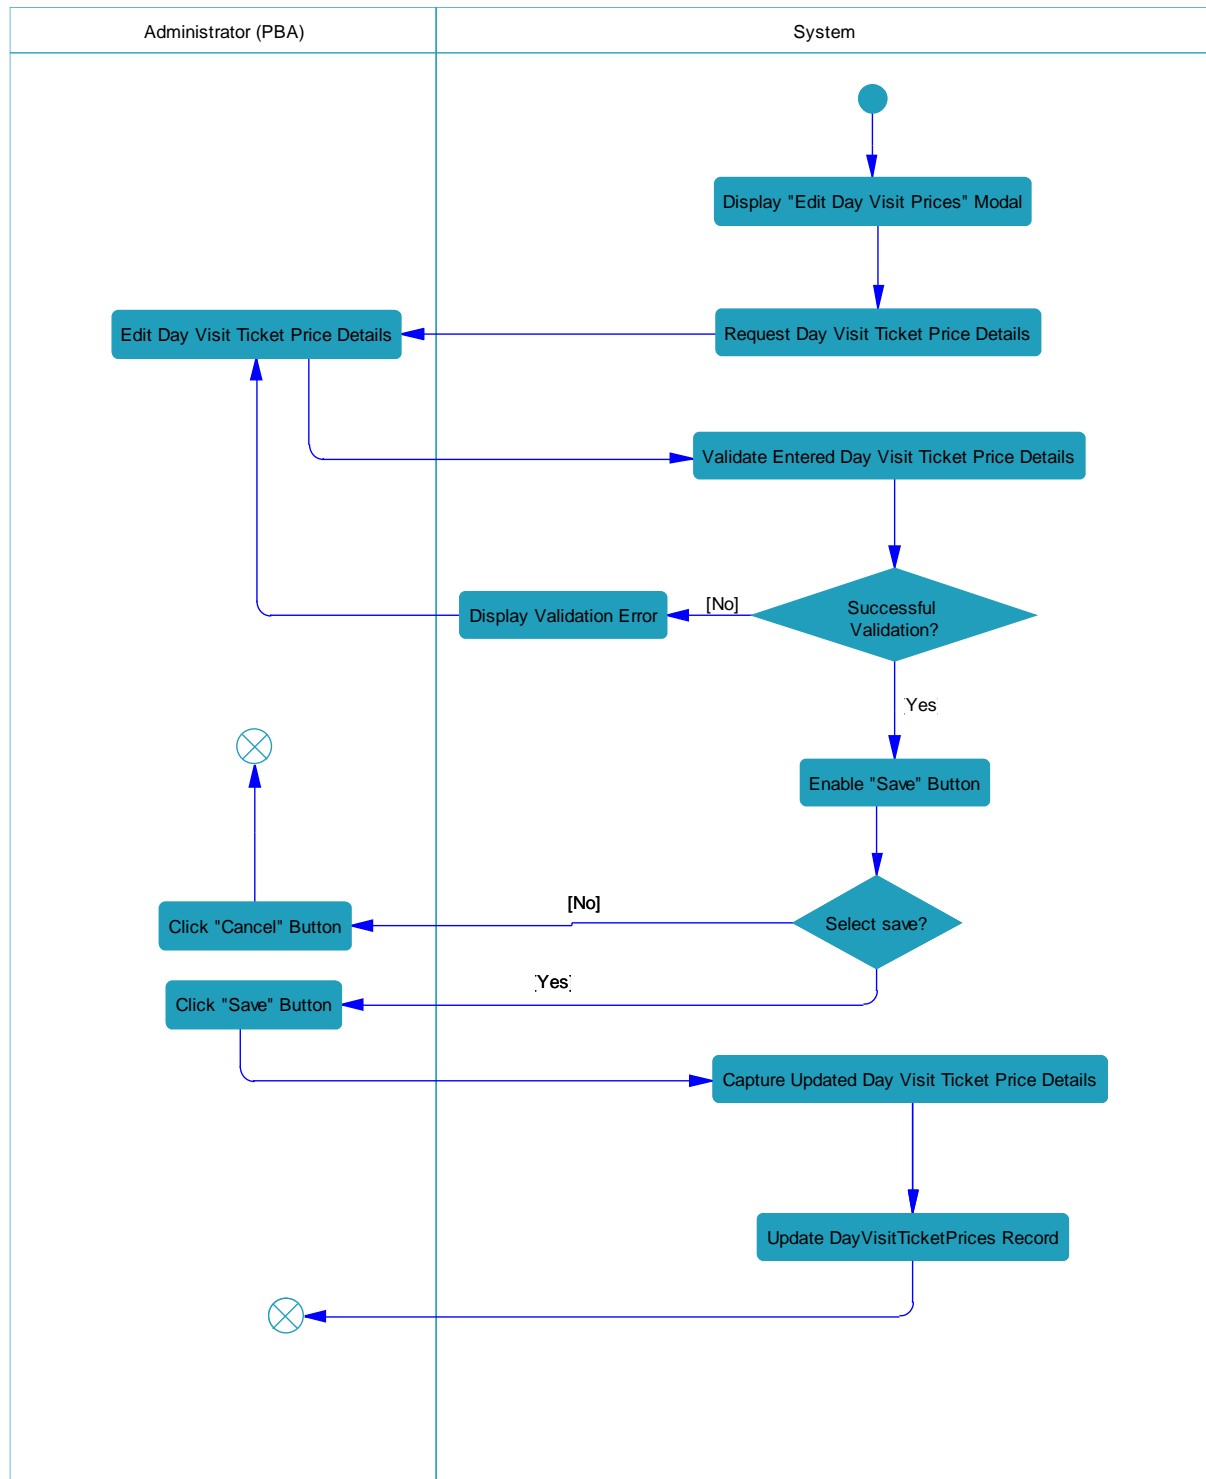 Administrator (PBA)
System
Display "Edit Day Visit Prices" Modal
Edit Day Visit Ticket Price Details
Request Day Visit Ticket Price Details
Validate Entered Day Visit Ticket Price Details
Display Validation Error
[No]
Successful
Validation?
[Yes]
Enable "Save" Button
[No]
Click "Cancel" Button
Select save?
[Yes]
Click "Save" Button
Capture Updated Day Visit Ticket Price Details
Update DayVisitTicketPrices Record